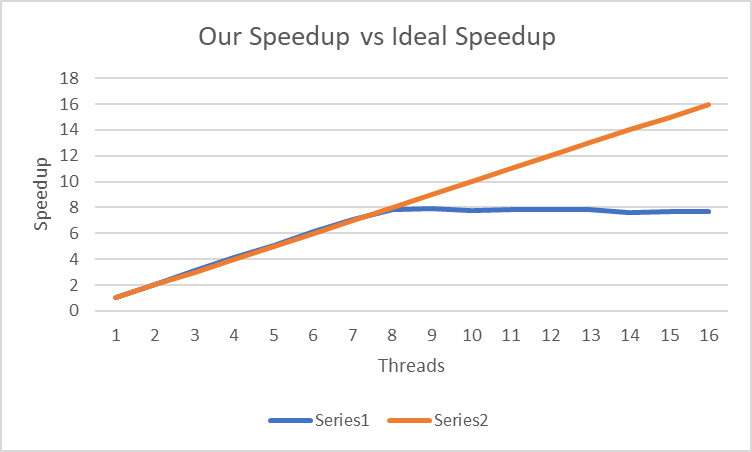 Our Speedup vs Ideal Speedup
18
16
14
12
10
8
6
4
2
0
Speedup
1 2 3 4 5 6 7 8 9 10 11 12 13 14 15 16
Threads
Series1 Series2